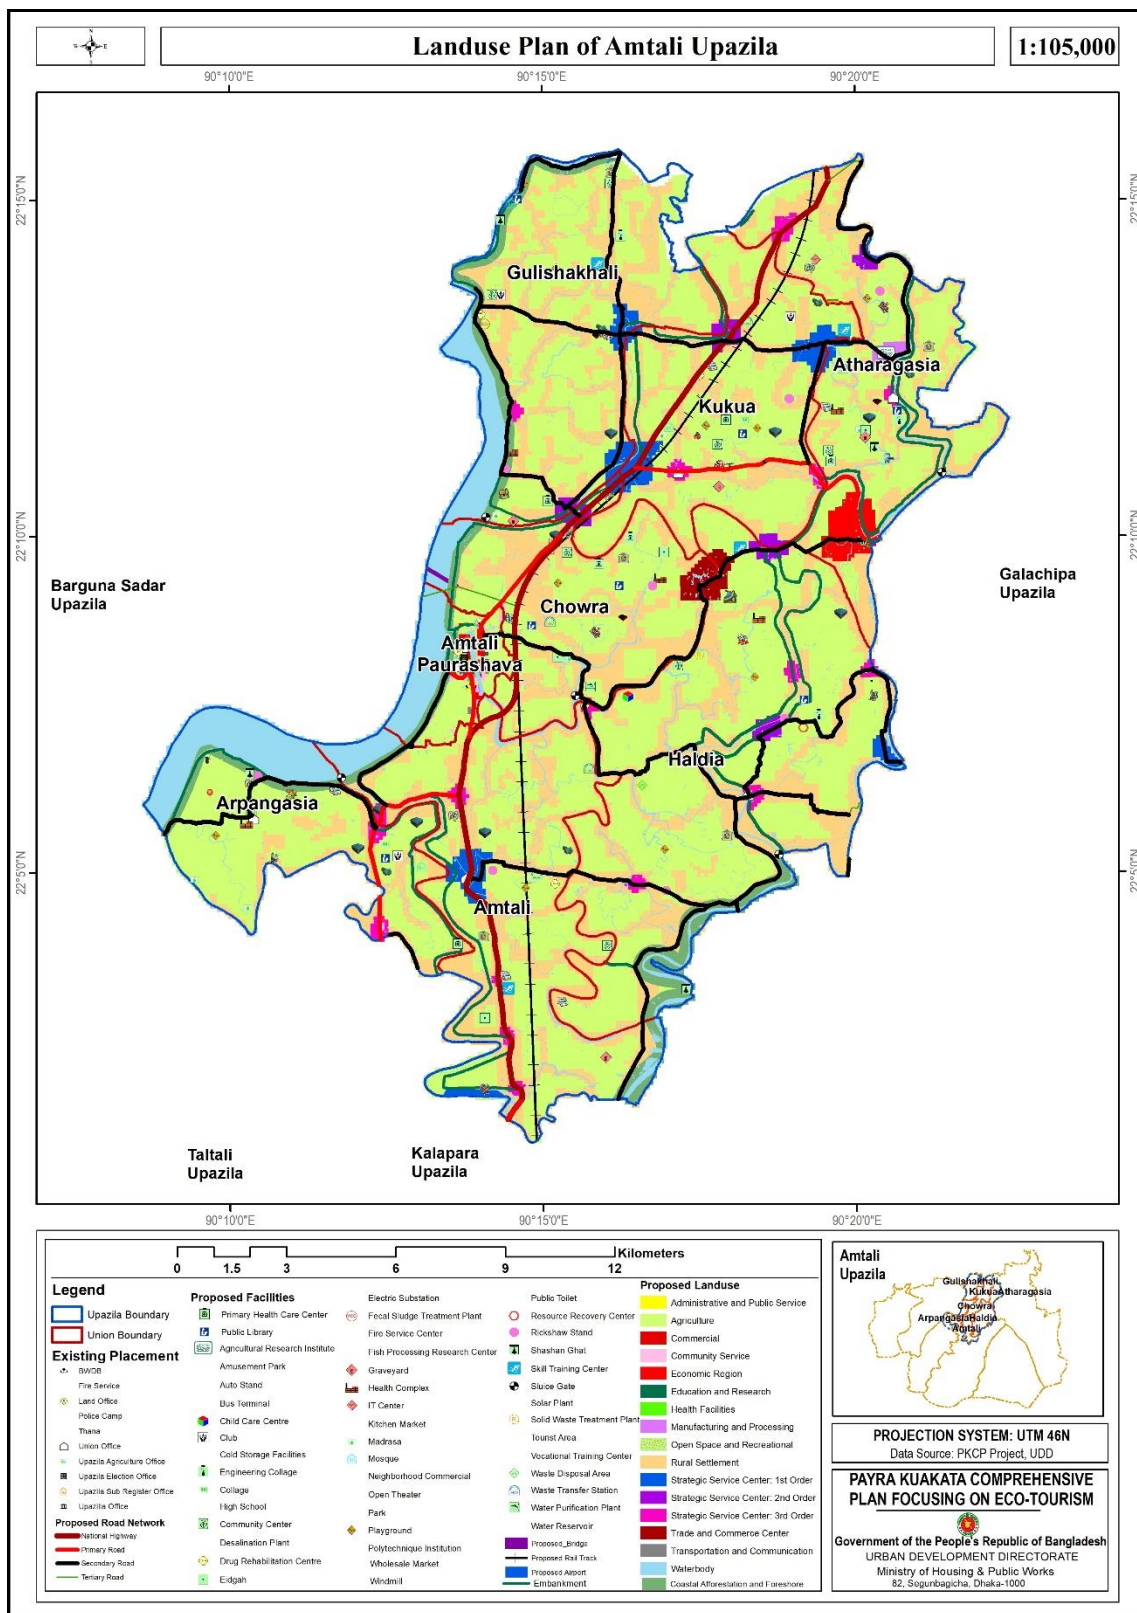 Landuse Plan of Amtali Upazila
1:105,000
N
W
E
S
90°10'0"E
90°15'0"E
90°20'0"E
22°15'0"N
22°15'0"N
22°10'0"N
22°10'0"N
22°5'0"N
22°5'0"N
Gulishakhali
Atharagasia
Kukua
Barguna Sadar
Upazila
Galachipa
Upazila
Chowra
Amtali
Paurashava
Haldia
Arpangasia
Amtali
Taltali
Upazila
Kalapara
Upazila
90°10'0"E
90°15'0"E
90°20'0"E
Kilometers
0 1.5 3 6 9 12
Legend
Upazila Boundary
Union Boundary
Existing Placement
BWDB
Fire Service
Land Office
Police Camp
Thana
Union Office
Upazila Agriculture Office
Upazila Election Office
Upazila Sub Register Office
Upazilla Office
Proposed Road Network
National Highway
Primary Road
Secondary Road
Tertiary Road
Proposed Facilities
Primary Health Care Center
Public Library
Agricultural Research Institute
Amusement Park
Auto Stand
Bus Terminal
Child Care Centre
Club
Cold Storage Facilities
Engineering Collage
Collage
High School
Community Center
Desalination Plant
Drug Rehabilitation Centre
Eidgah
Electric Substation
Fecal Sludge Treatment Plant
Fire Service Center
Fish Processing Research Center
Graveyard
Health Complex
IT Center
Kitchen Market
Madrasa
Mosque
Neighborhood Commercial
Open Theater
Park
Playground
Polytechnique Institution
Wholesale Market
Windmill
Public Toilet
Resource Recovery Center
Rickshaw Stand
Shashan Ghat
Skill Training Center
Sluice Gate
Solar Plant
Solid Waste Treatment Plant
Tourist Area
Vocational Training Center
Waste Disposal Area
Waste Transfer Station
Water Purification Plant
Water Reservoir
Proposed_Bridge
Proposed Rail Track
Proposed Airport
Embankment
Proposed Landuse
Administrative and Public Service
Agriculture
Commercial
Community Service
Economic Region
Education and Research
Health Facilities
Manufacturing and Processing
Open Space and Recreational
Rural Settlement
Strategic Service Center: 1st Order
Strategic Service Center: 2nd Order
Strategic Service Center: 3rd Order
Trade and Commerce Center
Transportation and Communication
Waterbody
Coastal Afforestation and Foreshore
Amtali
Upazila
Gulishakhali
Kukua
Atharagasia
Chowra
Arpangasia
Haldia
Amtali
PROJECTION SYSTEM: UTM 46N
Data Source: PKCP Project, UDD
PAYRA KUAKATA COMPREHENSIVE
PLAN FOCUSING ON ECO-TOURISM
Government of the People's Republic of Bangladesh
URBAN DEVELOPMENT DIRECTORATE
Ministry of Housing & Public Works
82, Segunbagicha, Dhaka-1000